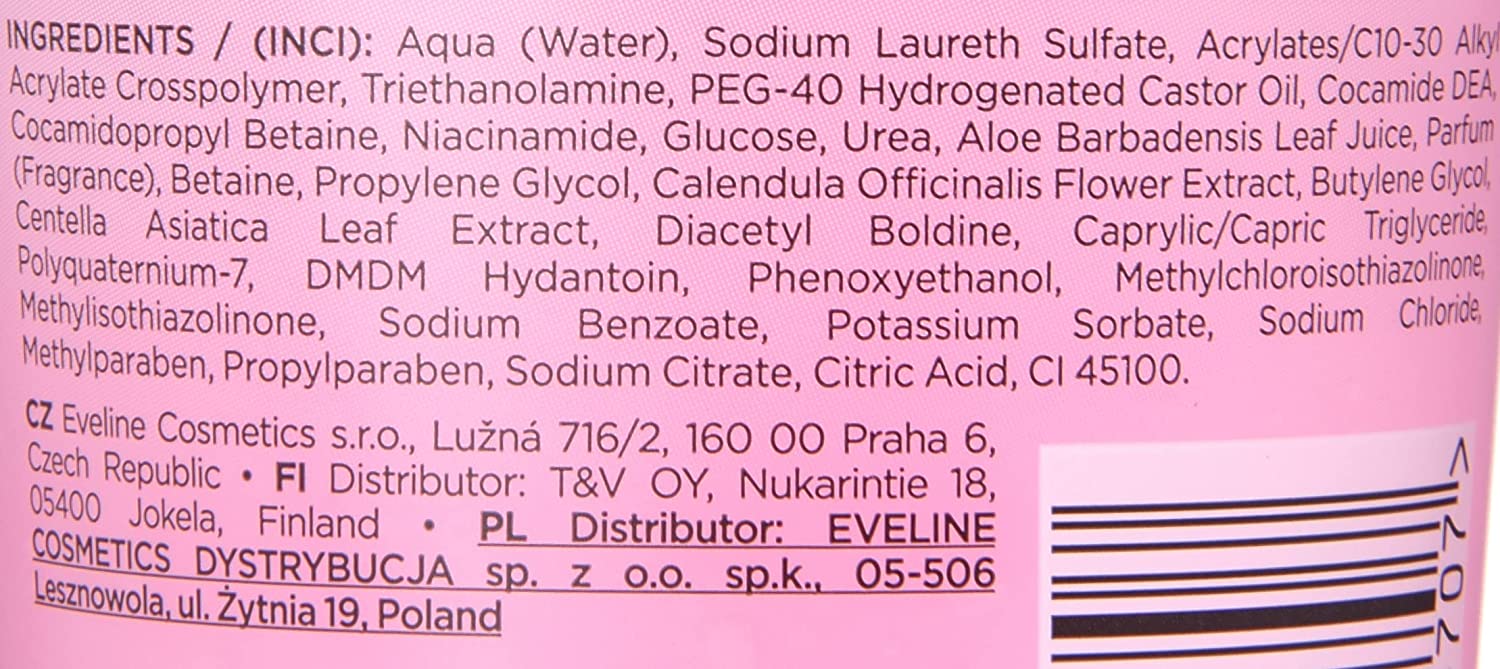 INGREDIENTS / (INCI): Aqua (Water), Sodium Laureth Sulfate, Acrylates/C10-30 Alkyl
Acrylate Crosspolymer, Triethanolamine, PEG-40 Hydrogenated Castor Oil, Cocamide DEA,
Cocamidopropyl Betaine, Niacinamide, Glucose, Urea, Aloe Barbadensis Leaf Juice, Parfum
(Fragrance), Betaine, Propylene Glycol, Calendula Officinalis Flower Extract, Butylene Glycol,
Centella Asiatica Leaf Extract, Diacetyl Boldine, Caprylic/Capric Triglyceride,
Polyquaternium-7, DMDM Hydantoin, Phenoxyethanol, Methylchloroisothiazolinone,
Methylisothiazolinone, Sodium Benzoate, Potassium Sorbate, Sodium Chloride,
Methylparaben, Propylparaben, Sodium Citrate, Citric Acid, CI 45100.
CZ Eveline Cosmetics s.r.o., Lužná 716/2, 160 00 Praha 6,
Czech Republic • FI Distributor: T&V OY, Nukarintie 18,
05400 Jokela, Finland • PL Distributor: EVELINE
COSMETICS DYSTRYBUCJA sp. z o.o. sp.k., 05-506
Lesznowola, ul. Żytnia 19, Poland